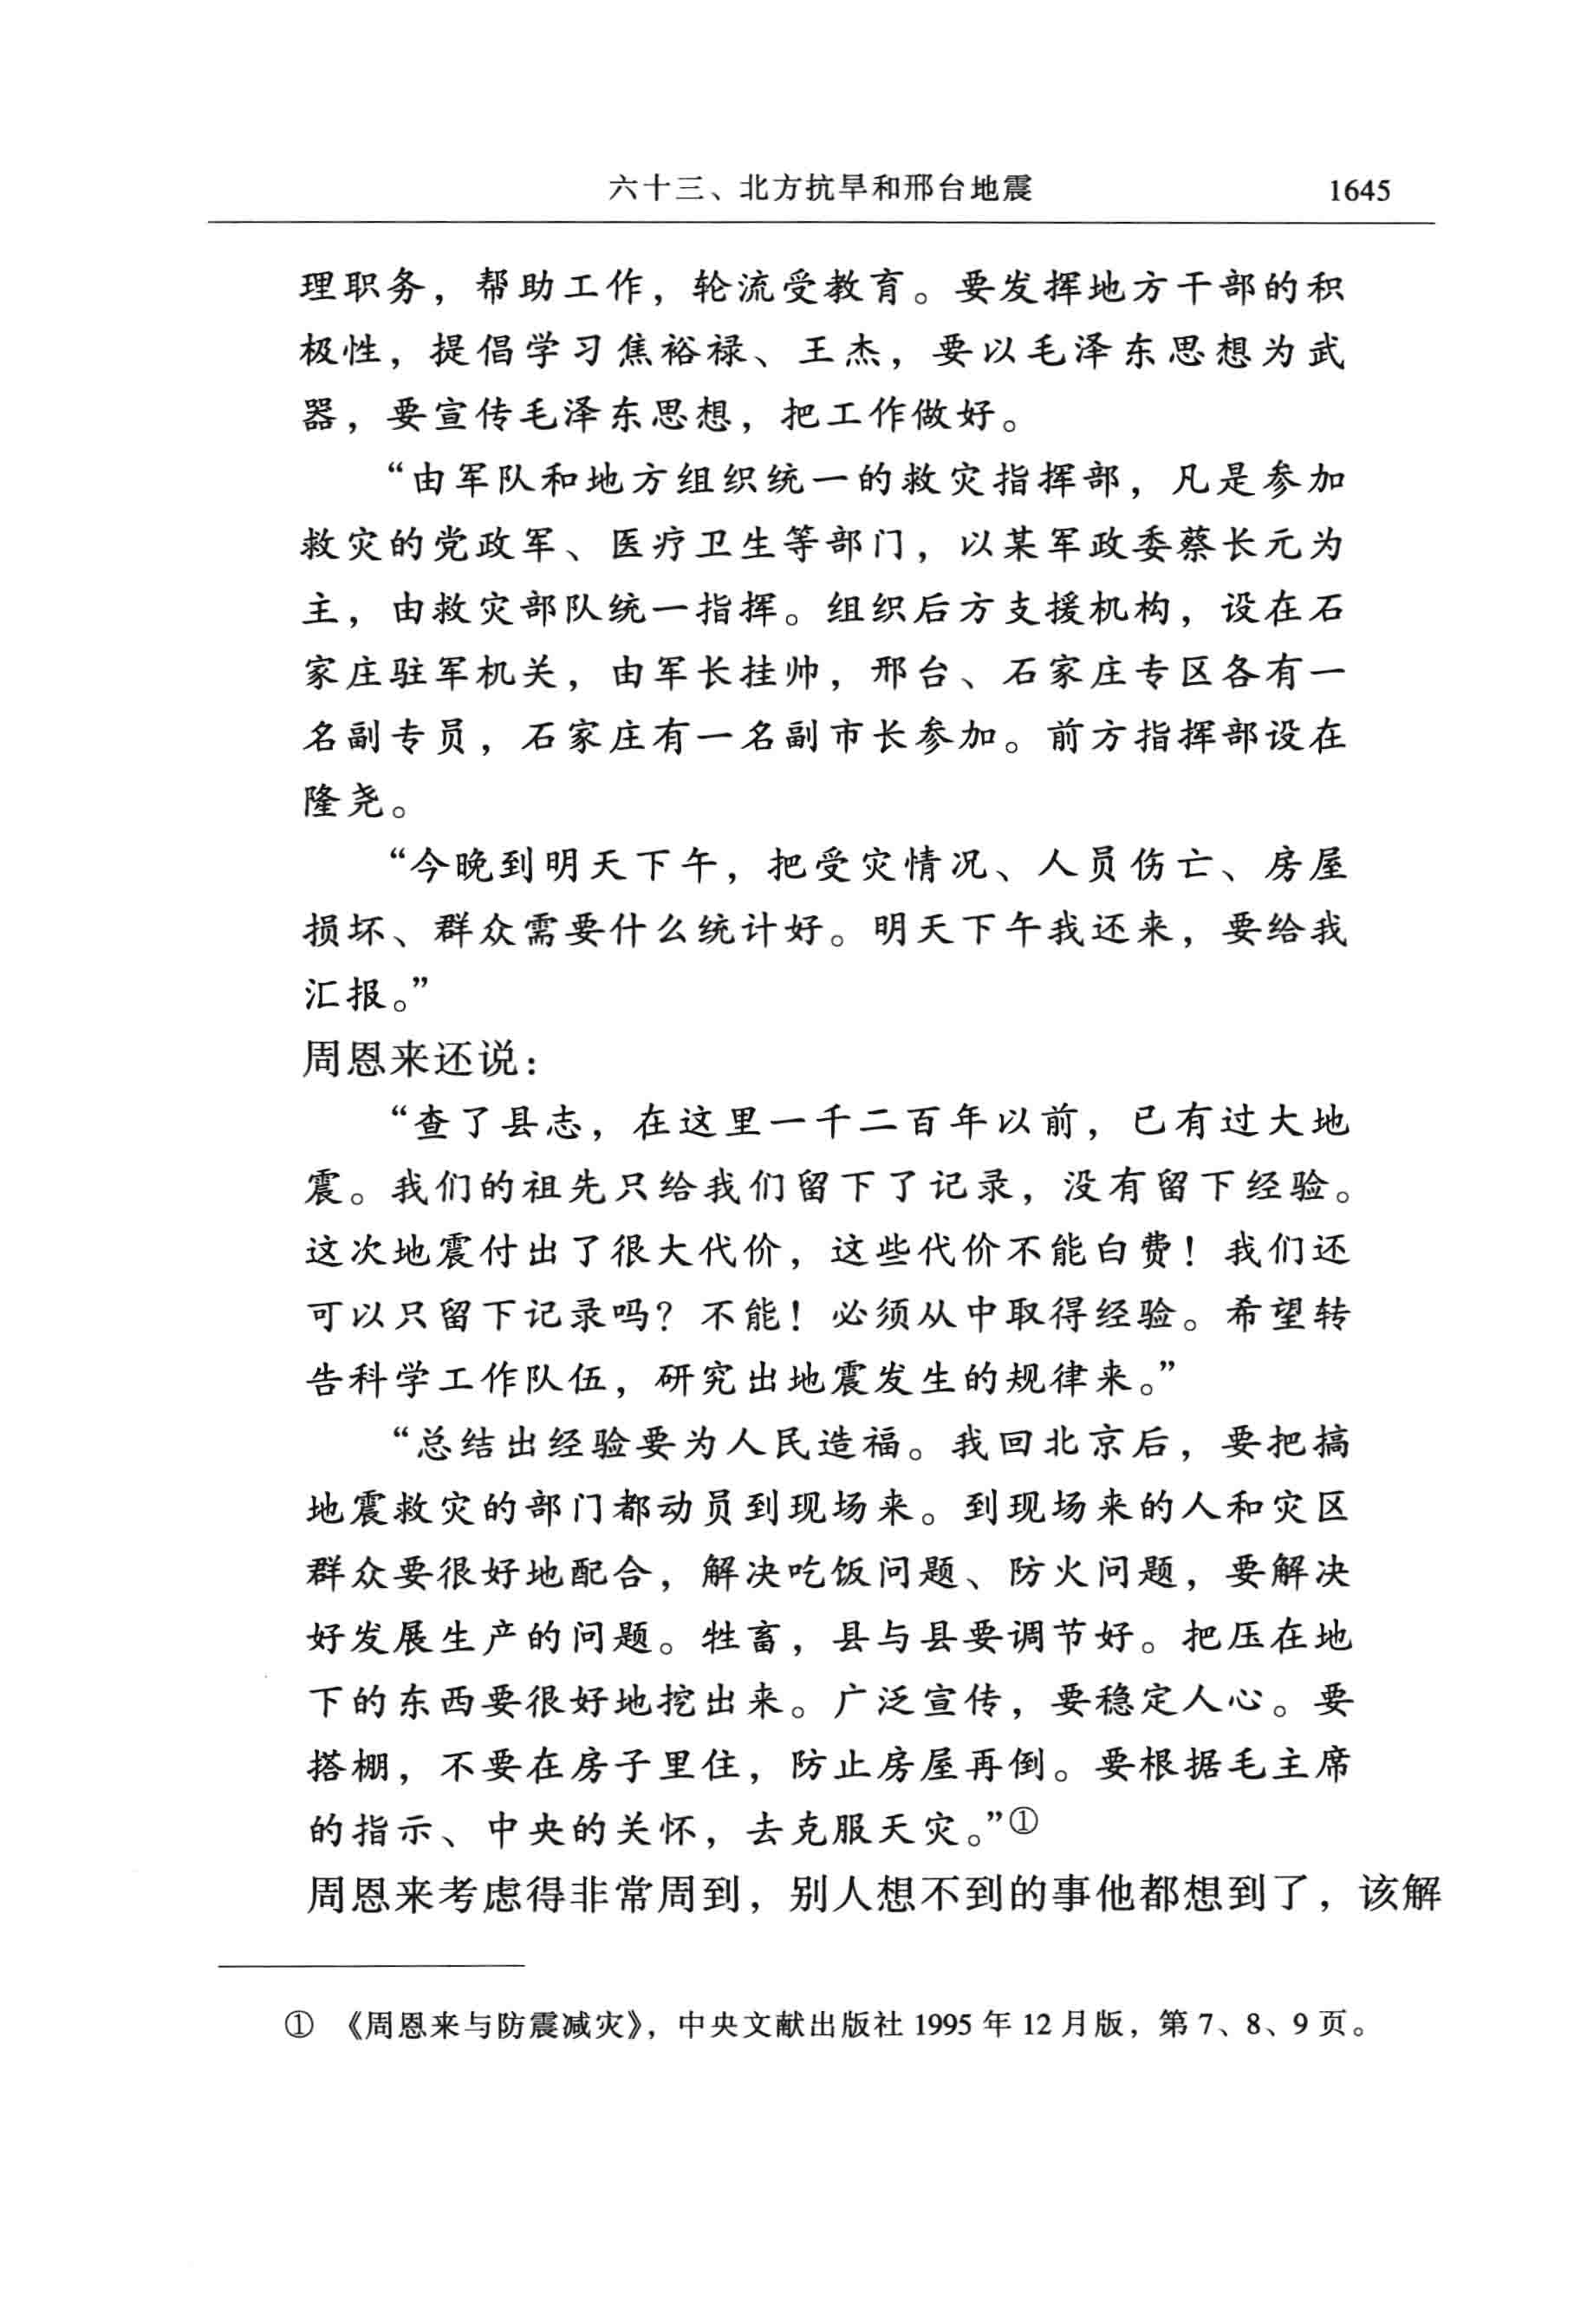 六十三、北方抗旱和邢台地震 1645
理职务，帮助工作，轮流受教育。要发挥地方干部的积
极性，提倡学习焦裕禄、王杰，要以毛泽东思想为武
器，要宣传毛泽东思想，把工作做好。
“由军队和地方组织统一的救灾指挥部，凡是参加
救灾的党政军、医疗卫生等部门，以某军政委蔡长元为
主，由救灾部队统一指挥。组织后方支援机构，设在石
家庄驻军机关，由军长挂帅，邢台、石家庄专区各有一
名副专员，石家庄有一名副市长参加。前方指挥部设在
隆尧。
“今晚到明天下午，把受灾情况、人员伤亡、房屋
损坏、群众需要什么统计好。明天下午我还来，要给我
汇报。”
周恩来还说：
“查了县志，在这里一千二百年以前，已有过大地
震。我们的祖先只给我们留下了记录，没有留下经验。
这次地震付出了很大代价，这些代价不能白费！我们还
可以只留下记录吗？不能！必须从中取得经验。希望转
告科学工作队伍，研究出地震发生的规律来。”
“总结出经验要为人民造福。我回北京后，要把搞
地震救灾的部门都动员到现场来。到现场来的人和灾区
群众要很好地配合，解决吃饭问题、防火问题，要解决
好发展生产的问题。牲畜，县与县要调节好。把压在地
下的东西要很好地挖出来。广泛宣传，要稳定人心。要
搭棚，不要在房子里住，防止房屋再倒。要根据毛主席
的指示、中央的关怀，去克服天灾。”①
周恩来考虑得非常周到，别人想不到的事他都想到了，该解
① 《周恩来与防震减灾》，中央文献出版社 1995 年 12 月版，第 7、8、9 页。